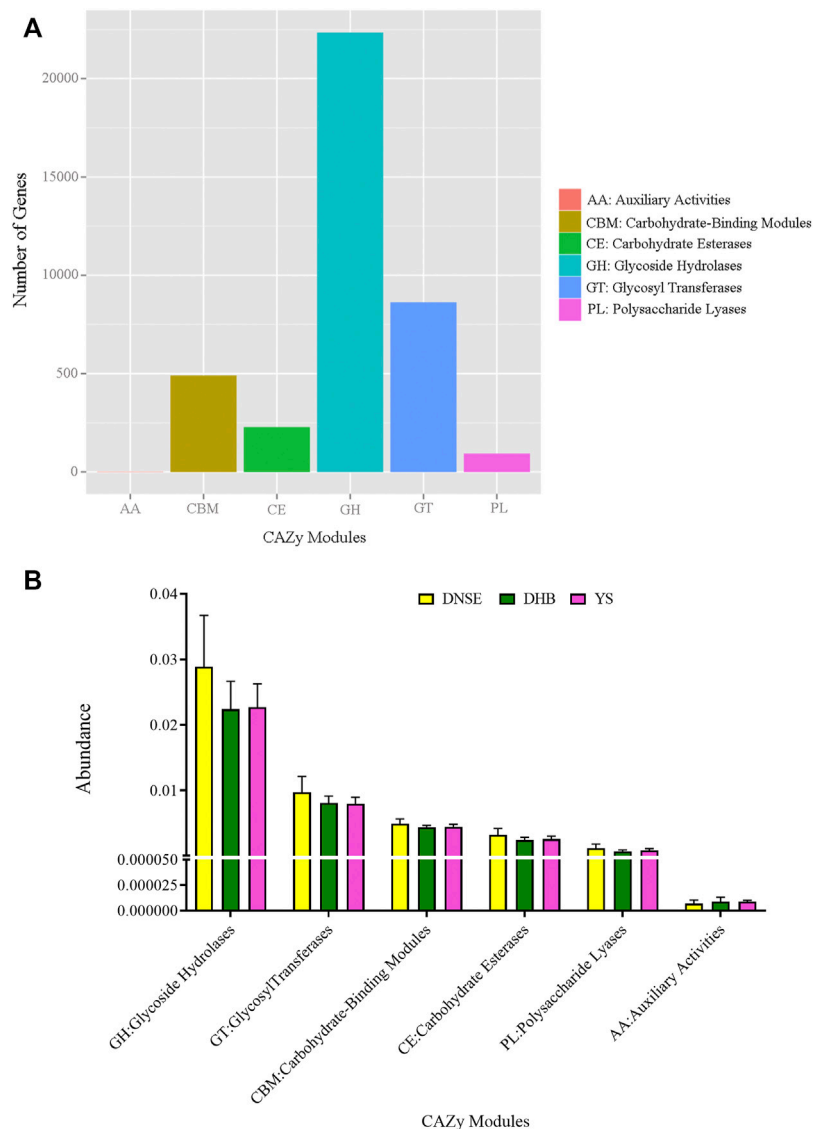 A
20000
15000
10000
500
0
Number of Genes
AA
CBM
CE
GH
GT
PL
CAZy Modules
AA: Auxiliary Activities
CBM: Carbohydrate-Binding Modules
CE: Carbohydrate Esterases
GH: Glycoside Hydrolases
GT: Glycosyl Transferases
PL: Polysaccharide Lyases
B
DNSE
DHB
YS
0.04
0.03
0.02
0.01
0.000050
0.000025
0.000000
Abundance
GH:Glycoside Hydrolases
GT:GlycosylTransferases
CBM:Carbohydrate-Binding Modules
CE:Carbohydrate Esterases
PL:Polysaccharide Lyases
AA:Auxiliary Activities
CAZy Modules